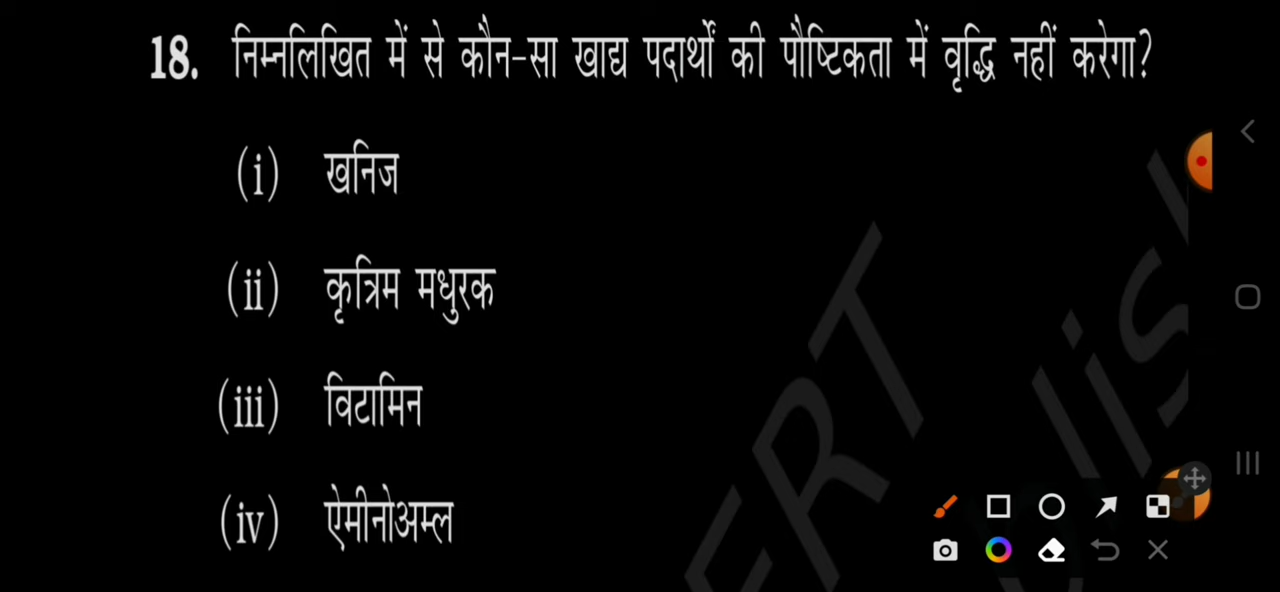 18. निम्नलिखित में से कौन-सा खाद्य पदार्थों की पौष्टिकता में वृद्धि नहीं करेगा?
(i) खनिज
(ii) कृत्रिम मधुरक
(iii) विटामिन
(iv) ऐमीनोअम्ल